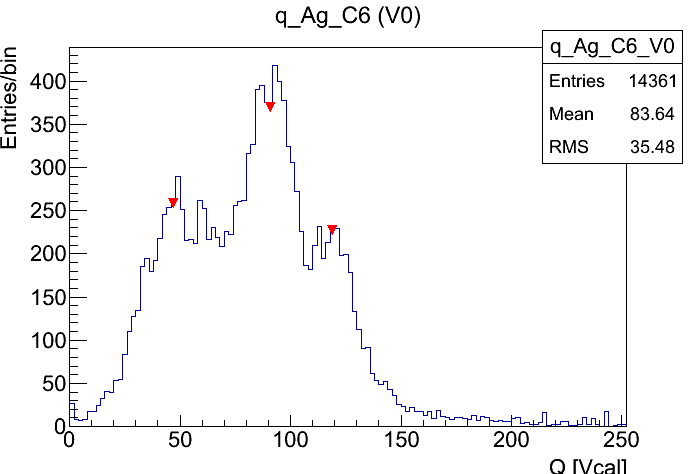 q_Ag_C6 (V0)
q_Ag_C6_V0
Entries 14361
Mean 83.64
RMS 35.48
Entries/bin
400
350
300
250
200
150
100
50
0
0 50 100 150 200 250
Q [Vcal]